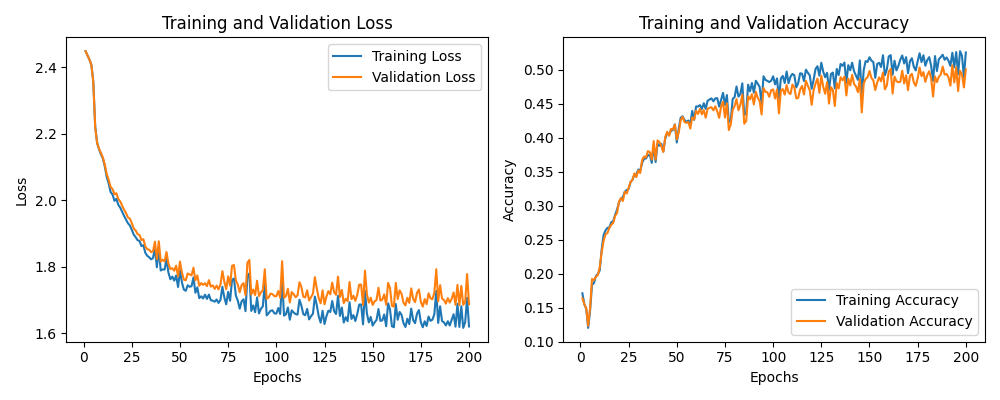 Training and Validation Loss
Training Loss
Validation Loss
2.4
2.2
2.0
1.8
1.6
Loss
0 25 50 75 100 125 150 175 200
Epochs
Training and Validation Accuracy
0.50
0.45
0.40
0.35
0.30
0.25
0.20
0.15
0.10
Accuracy
Training Accuracy
Validation Accuracy
0 25 50 75 100 125 150 175 200
Epochs